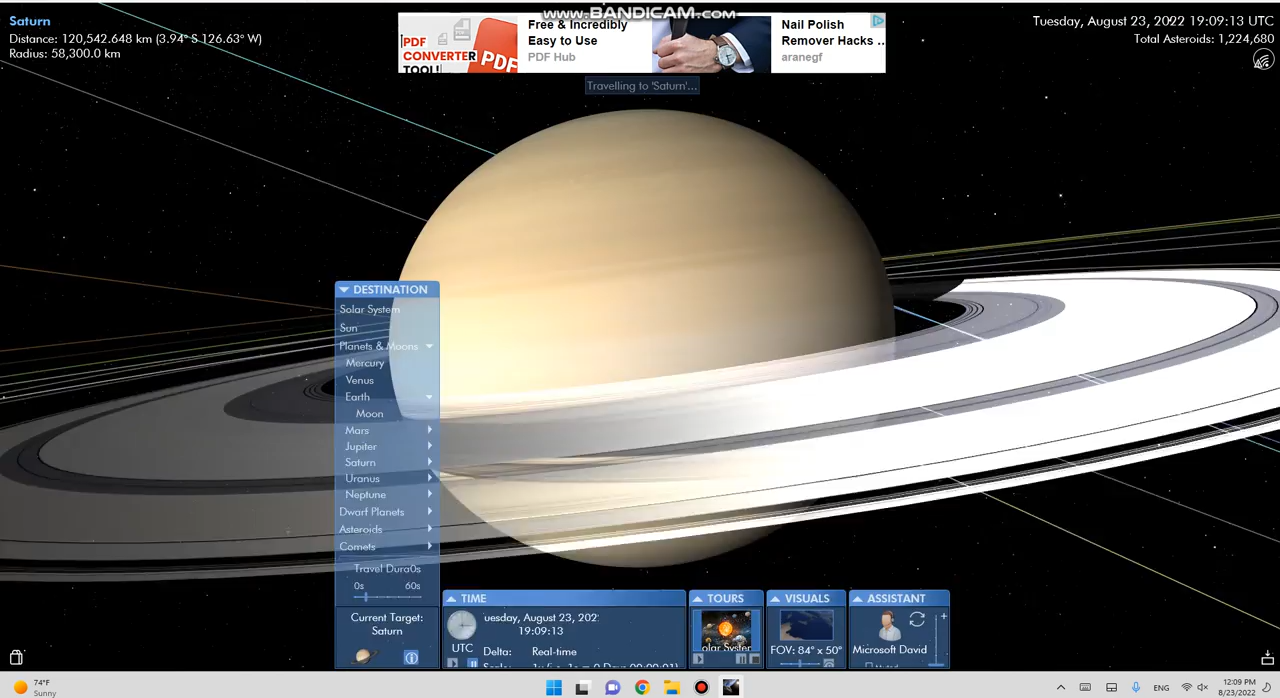 Saturn
Distance: 120,542.648 km (3.94° S 126.63° W)
Radius: 58,300.0 km
www.BANDICAM.com
PDF
CONVERTER
TOOL!
PDF
Free & Incredibly
Easy to Use
PDF Hub
Nail Polish
Remover Hacks ..
aranegf
Tuesday, August 23, 2022 19:09:13 UTC
Total Asteroids: 1,224,680
Travelling to 'Saturn'...
DESTINATION
Solar System
Sun
Planets & Moons
Mercury
Venus
Earth
Moon
Mars
Jupiter
Saturn
Uranus
Neptune
Dwarf Planets
Asteroids
Comets
Travel Dura0s
0s 60s
Current Target:
Saturn
TIME
uesday, August 23, 202
19:09:13
UTC
Delta: Real-time
TOURS
olar System
VISUALS
FOV: 84° x 50°
ASSISTANT
Microsoft David
74°F
Sunny
ENG
12:09 PM
8/23/2022